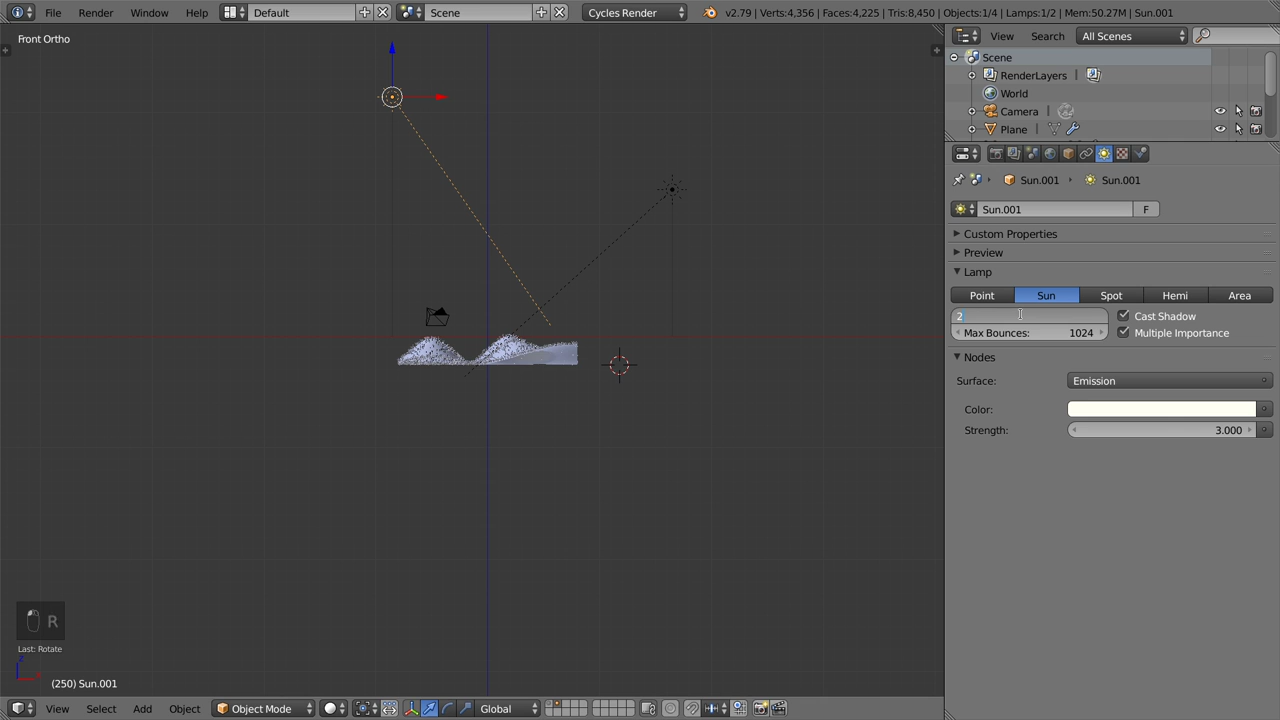 File Render Window Help Default Scene Cycles Render v2.79 | Verts:4,356 | Faces:4,225 | Tris:8,450 | Objects:1/4 | Lamps:1/2 | Mem:50.27M | Sun.001
Front Ortho
View Search All Scenes
Scene
RenderLayers
World
Camera
Plane
Sun.001 Sun.001
Sun.001 F
Custom Properties
Preview
Lamp
Point Sun Spot Hemi Area
2 Cast Shadow
Max Bounces: 1024 Multiple Importance
Nodes
Surface: Emission
Color:
Strength: 3.000
R
Last: Rotate
z
x
(250) Sun.001
View Select Add Object Object Mode Global